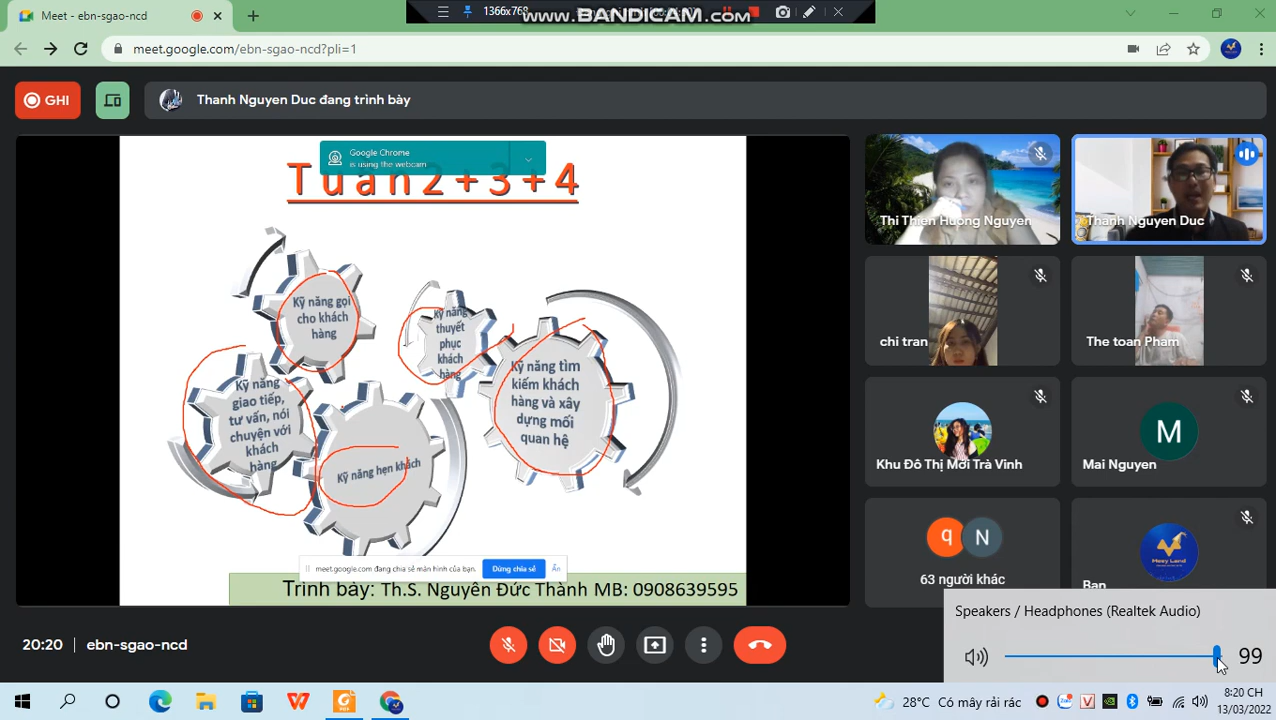 Meet - ebn-sgao-ncd
1366x768
www.BANDICAM.com
meet.google.com/ebn-sgao-ncd?pli=1
GHI
Thanh Nguyen Duc đang trình bày
Google Chrome
is using the webcam
Tuần 2+3+4
Kỹ năng gọi
cho khách
hàng
Kỹ năng
thuyết
phục
khách
hàng
Kỹ năng tìm
kiếm khách
hàng và xây
dựng mối
quan hệ
Kỹ năng
giao tiếp,
tư vấn, nói
chuyện với
khách
hàng
Kỹ năng hẹn khách
meet.google.com đang chia sẻ màn hình của bạn.
Dừng chia sẻ
Ẩn
Trình bày: Th.S. Nguyễn Đức Thành MB: 0908639595
Thi Thien Huong Nguyen
Thanh Nguyen Duc
chi tran
The toan Pham
Khu Đô Thị Mới Trà Vinh
M
Mai Nguyen
q
N
63 người khác
Mexy Land
Bạn
20:20
ebn-sgao-ncd
Speakers / Headphones (Realtek Audio)
99
28°C Có mây rải rác
8:20 CH
13/03/2022